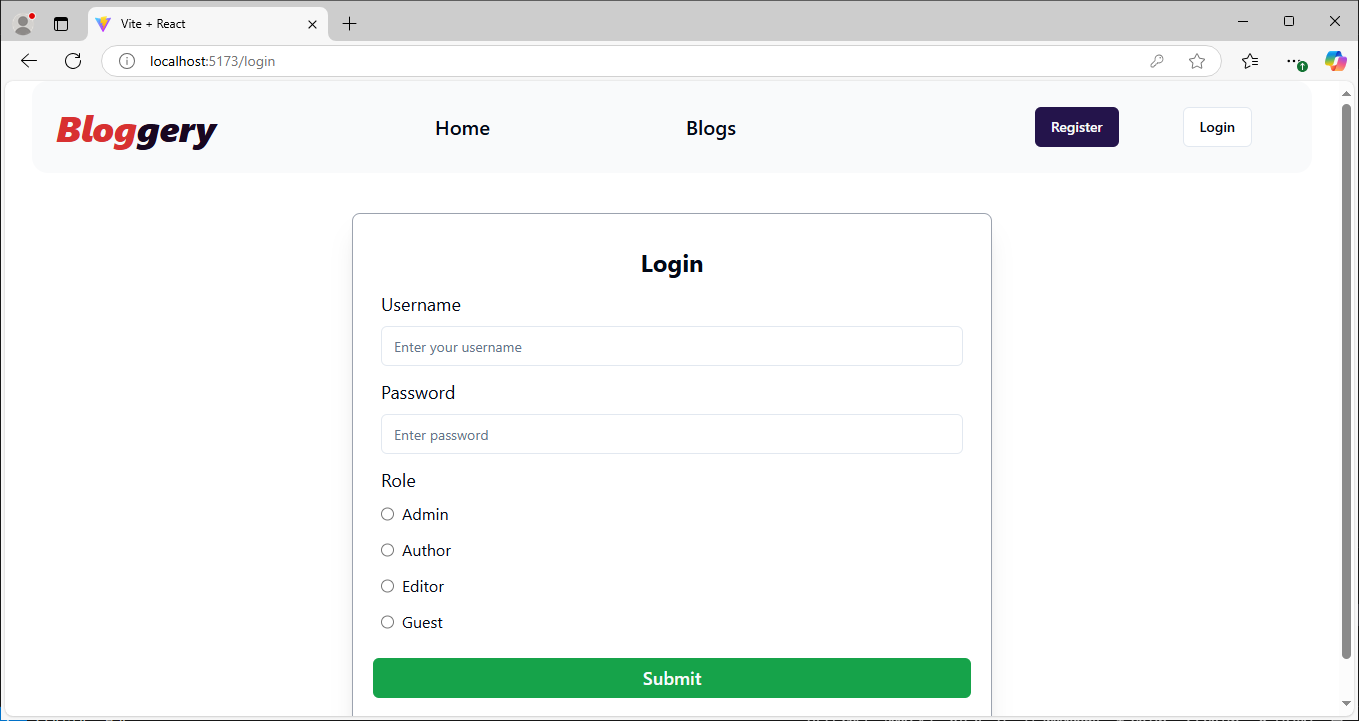 Vite + React
localhost:5173/login
Bloggery Home Blogs Register Login
Login
Username
Enter your username
Password
Enter password
Role
Admin
Author
Editor
Guest
Submit